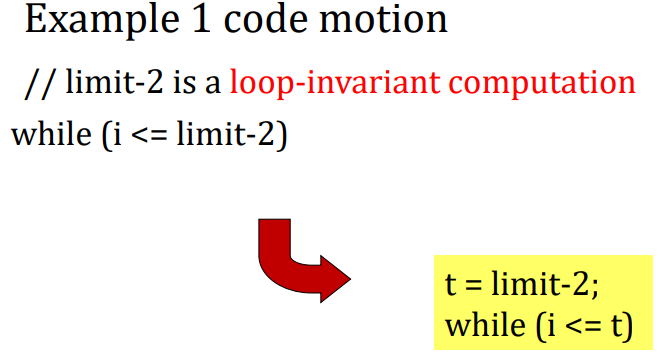 Example 1 code motion
// limit-2 is a loop-invariant computation
while (i <= limit-2)
t = limit-2;
while (i <= t)